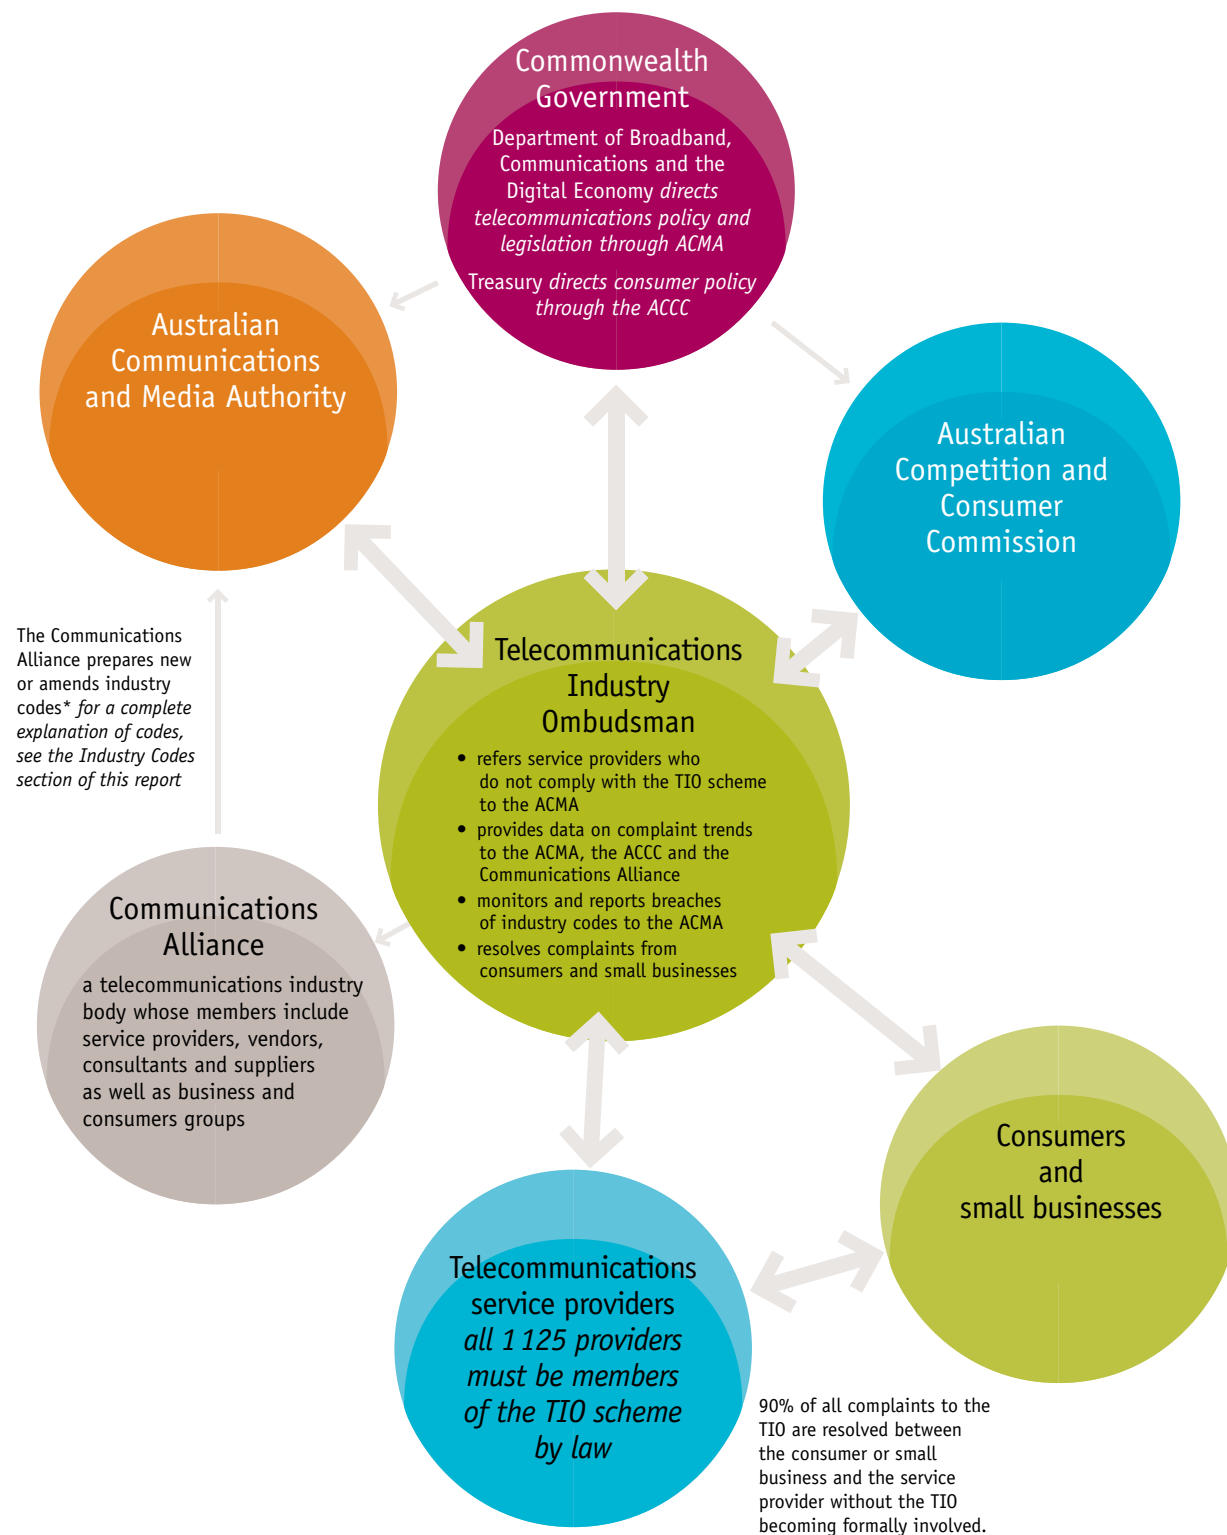 Commonwealth
Government
Department of Broadband,
Communications and the
Digital Economy directs
telecommunications policy and
legislation through ACMA
Treasury directs consumer policy
through the ACCC
Australian
Communications
and Media Authority
Australian
Competition and
Consumer
Commission
The Communications
Alliance prepares new
or amends industry
codes* for a complete
explanation of codes,
see the Industry Codes
section of this report
Telecommunications
Industry
Ombudsman
• refers service providers who
do not comply with the TIO scheme
to the ACMA
• provides data on complaint trends
to the ACMA, the ACCC and the
Communications Alliance
• monitors and reports breaches
of industry codes to the ACMA
• resolves complaints from
consumers and small businesses
Communications
Alliance
a telecommunications industry
body whose members include
service providers, vendors,
consultants and suppliers
as well as business and
consumers groups
Consumers
and
small businesses
Telecommunications
service providers
all 1 125 providers
must be members
of the TIO scheme
by law
90% of all complaints to the
TIO are resolved between
the consumer or small
business and the service
provider without the TIO
becoming formally involved.